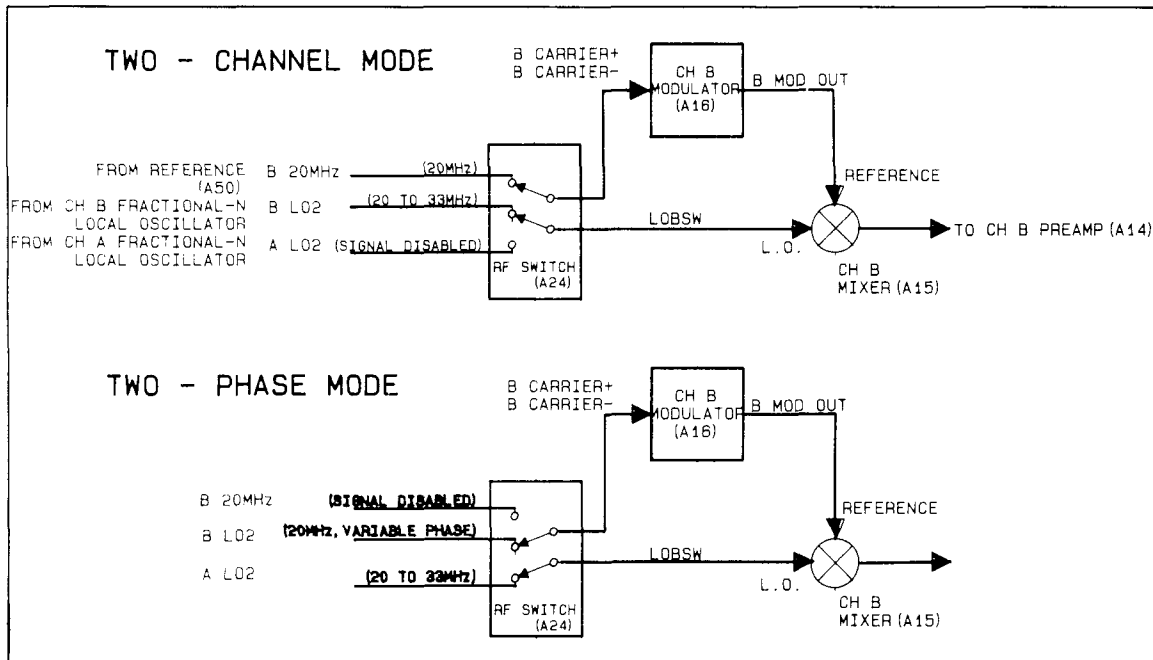 TWO - CHANNEL MODE
B CARRIER+
B CARRIER-
CH B
MODULATOR
(A16)
B MOD OUT
FROM REFERENCE
(A50)
B 20MHz
(20MHz)
FROM CH B FRACTIONAL-N
LOCAL OSCILLATOR
B LO2
(20 TO 33MHz)
FROM CH A FRACTIONAL-N
LOCAL OSCILLATOR
A LO2
(SIGNAL DISABLED)
RF SWITCH
(A24)
LOBSW
REFERENCE
L.O.
CH B
MIXER(A15)
TO CH B PREAMP(A14)
TWO - PHASE MODE
B CARRIER+
B CARRIER-
CH B
MODULATOR
(A16)
B MOD OUT
B 20MHz
(SIGNAL DISABLED)
B LO2
(20MHz, VARIABLE PHASE)
A LO2
(20 TO 33MHz)
RF SWITCH
(A24)
LOBSW
REFERENCE
L.O.
CH B
MIXER(A15)